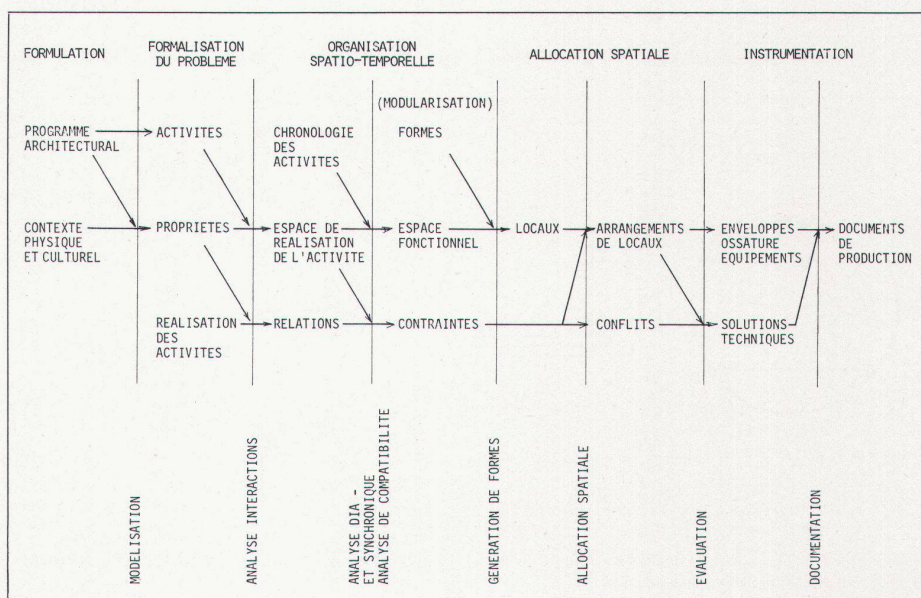 FORMULATION
FORMALISATION
DU PROBLEME
ORGANISATION
SPATIO-TEMPORELLE
ALLOCATION SPATIALE
INSTRUMENTATION
(MODULARISATION)
PROGRAMME
ARCHITECTURAL
ACTIVITES
CHRONOLOGIE
DES
ACTIVITES
FORMES
CONTEXTE
PHYSIQUE
ET CULTUREL
PROPRIETES
ESPACE DE
REALISATION
DE L'ACTIVITE
ESPACE
FONCTIONNEL
LOCAUX
ARRANGEMENTS
DE LOCAUX
ENVELOPPES
OSSATURE
EQUIPEMENTS
DOCUMENTS
DE
PRODUCTION
REALISATION
DES
ACTIVITES
RELATIONS
CONTRAINTES
CONFLITS
SOLUTIONS
TECHNIQUES
MODELISATION
ANALYSE INTERACTIONS
ANALYSE DIA -
ET SYNCHRONIQUE
ANALYSE DE COMPATIBILITE
GENERATION DE FORMES
ALLOCATION SPATIALE
EVALUATION
DOCUMENTATION